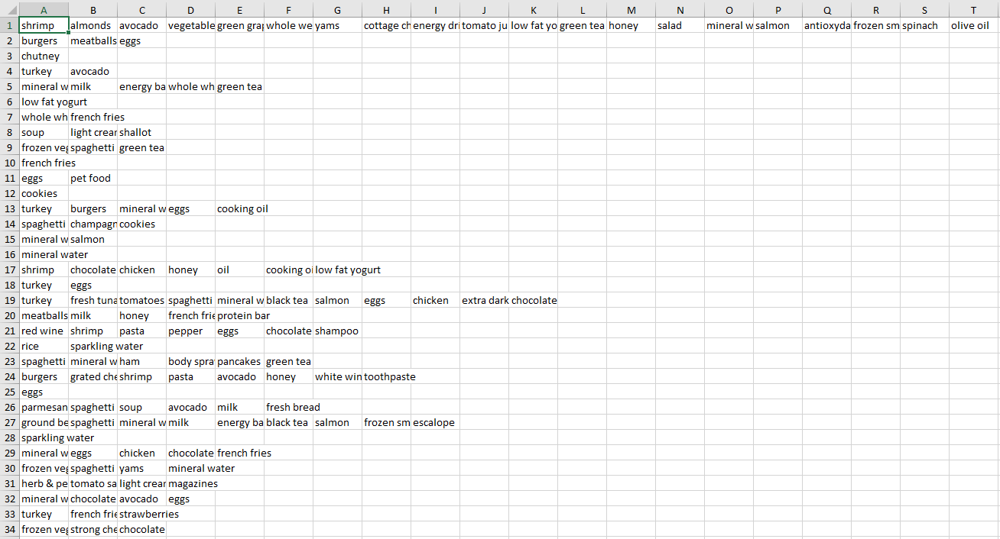 A B C D E F G H I J K L M N O P Q R S T
1 shrimp almonds avocado vegetable green gra whole we yams cottage ch energy dri tomato ju low fat yo green tea honey salad mineral w salmon antioxyda frozen sm spinach olive oil
2 burgers meatballs eggs
3 chutney
4 turkey avocado
5 mineral w milk energy ba whole wh green tea
6 low fat yogurt
7 whole wh french fries
8 soup light crear shallot
9 frozen veg spaghetti green tea
10 french fries
11 eggs pet food
12 cookies
13 turkey burgers mineral w eggs cooking oil
14 spaghetti champagn cookies
15 mineral w salmon
16 mineral water
17 shrimp chocolate chicken honey oil cooking oi low fat yogurt
18 turkey eggs
19 turkey fresh tuna tomatoes spaghetti mineral w black tea salmon eggs chicken extra dark chocolate
20 meatballs milk honey french frie protein bar
21 red wine shrimp pasta pepper eggs chocolate shampoo
22 rice sparkling water
23 spaghetti mineral w ham body spra pancakes green tea
24 burgers grated che shrimp pasta avocado honey white win toothpaste
25 eggs
26 parmesan spaghetti soup avocado milk fresh bread
27 ground be spaghetti mineral w milk energy ba black tea salmon frozen sm escalope
28 sparkling water
29 mineral w eggs chicken chocolate french fries
30 frozen veg spaghetti yams mineral water
31 herb & pe tomato sa light crear magazines
32 mineral w chocolate avocado eggs
33 turkey french frie strawberries
34 frozen veg strong che chocolate